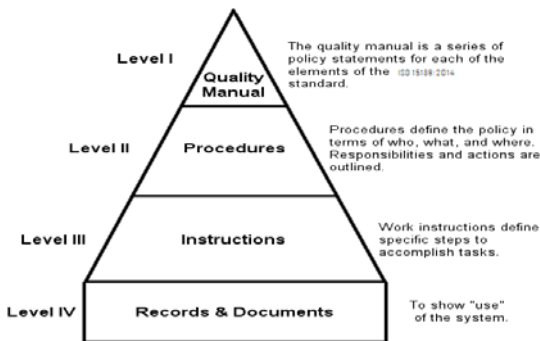 Level I
Quality
Manual
The quality manual is a series of
policy statements for each of the
elements of the ISO 15189:2014
standard.
Level II
Procedures
Procedures define the policy in
terms of who, what, and where.
Responsibilities and actions are
outlined.
Level III
Instructions
Work instructions define
specific steps to
accomplish tasks.
Level IV
Records & Documents
To show "use"
of the system.